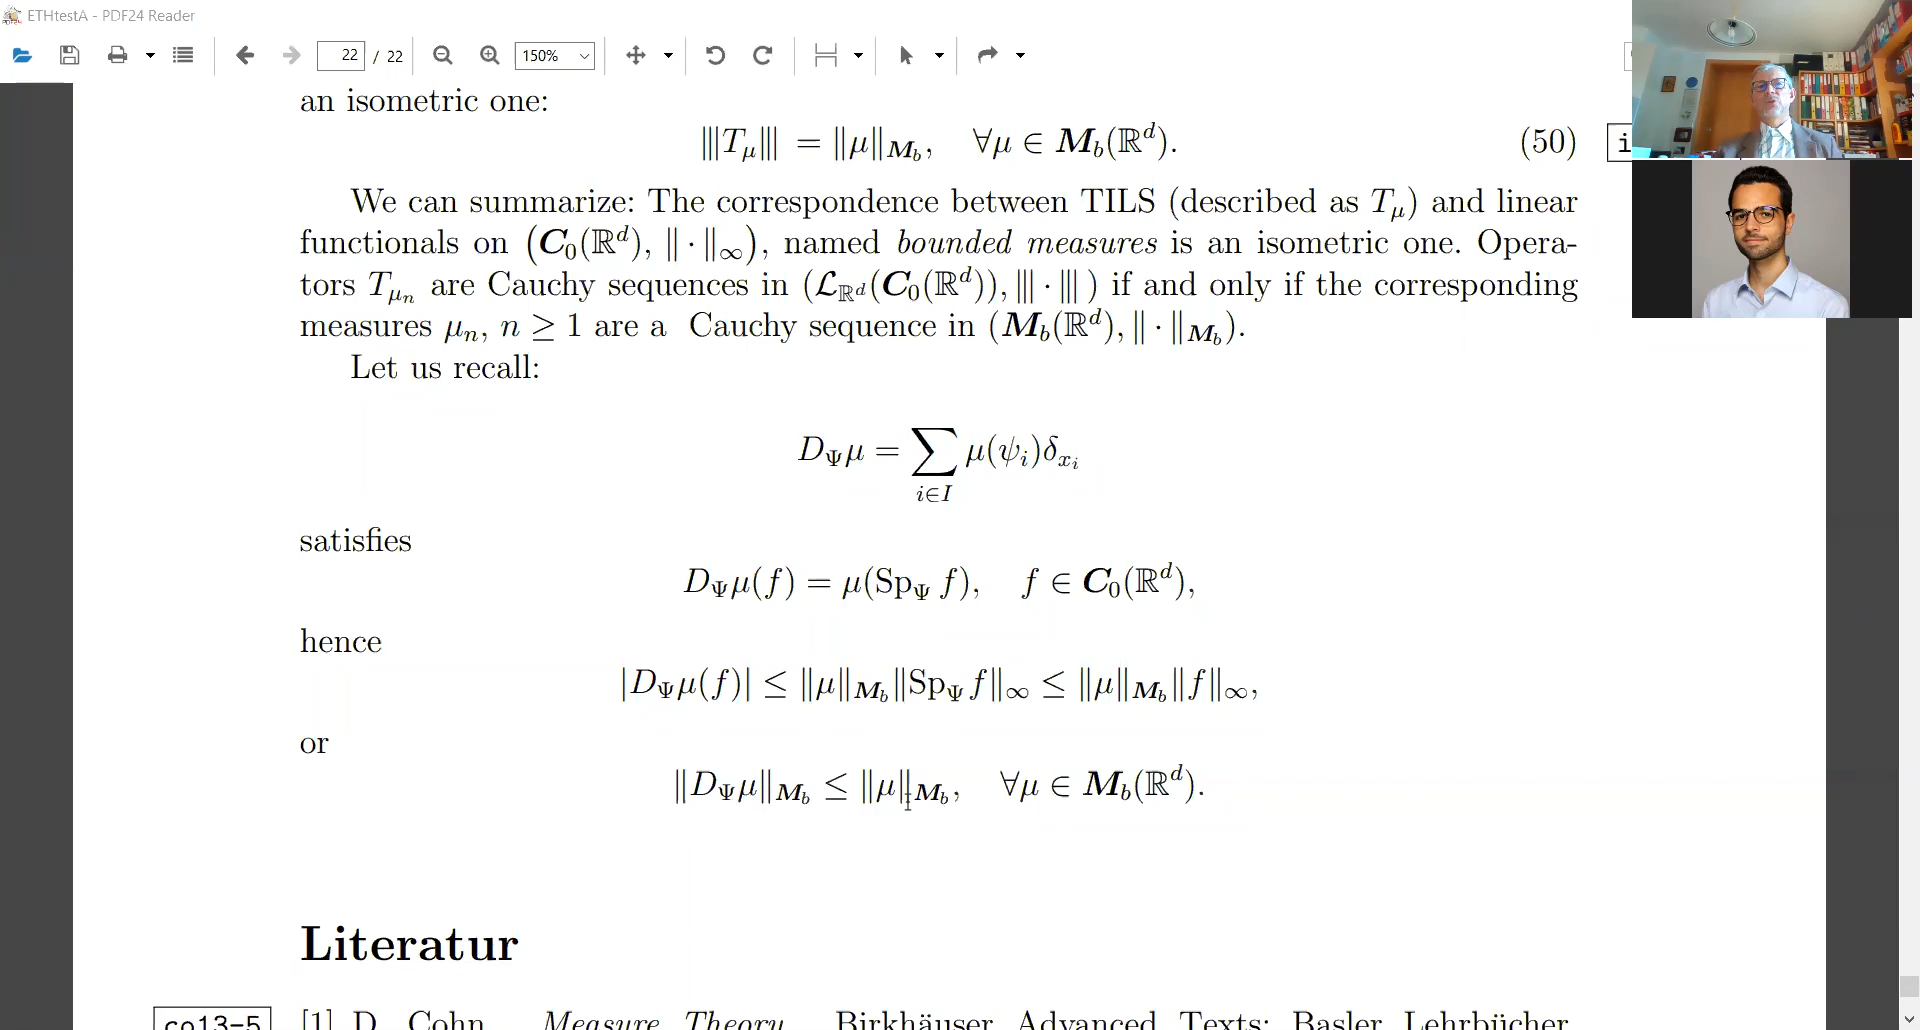 ETHtestA - PDF24 Reader
22 / 22 150%
an isometric one:
|||T_μ||| = ‖μ‖_{M_b}, ∀μ ∈ M_b(ℝ^d). (50) i
We can summarize: The correspondence between TILS (described as T_μ) and linear
functionals on (C_0(ℝ^d), ‖ · ‖_∞), named bounded measures is an isometric one. Opera-
tors T_{μ_n} are Cauchy sequences in (𝓛_{ℝ^d}(C_0(ℝ^d)), ||| · ||| ) if and only if the corresponding
measures μ_n, n ≥ 1 are a Cauchy sequence in (M_b(ℝ^d), ‖ · ‖_{M_b}).
Let us recall:
D_Ψμ = ∑_{i∈I} μ(ψ_i)δ_{x_i}
satisfies
D_Ψμ(f) = μ(Sp_Ψ f), f ∈ C_0(ℝ^d),
hence
|D_Ψμ(f)| ≤ ‖μ‖_{M_b}‖Sp_Ψ f‖_∞ ≤ ‖μ‖_{M_b}‖f‖_∞,
or
‖D_Ψμ‖_{M_b} ≤ ‖μ‖_{M_b}, ∀μ ∈ M_b(ℝ^d).
Literatur
co13-5 [1] D. Cohn. Measure Theory. Birkhäuser Advanced Texts: Basler Lehrbücher.